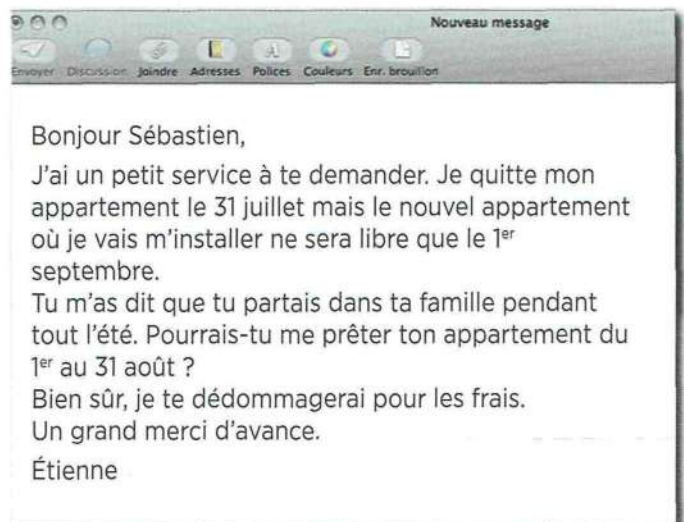 Nouveau message
Envoyer Discussion Joindre Adresses Polices Couleurs Enr. brouillon
Bonjour Sébastien,
J'ai un petit service à te demander. Je quitte mon
appartement le 31 juillet mais le nouvel appartement
où je vais m'installer ne sera libre que le 1er
septembre.
Tu m'as dit que tu partais dans ta famille pendant
tout l'été. Pourrais-tu me prêter ton appartement du
1er au 31 août ?
Bien sûr, je te dédommagerai pour les frais.
Un grand merci d'avance.
Étienne